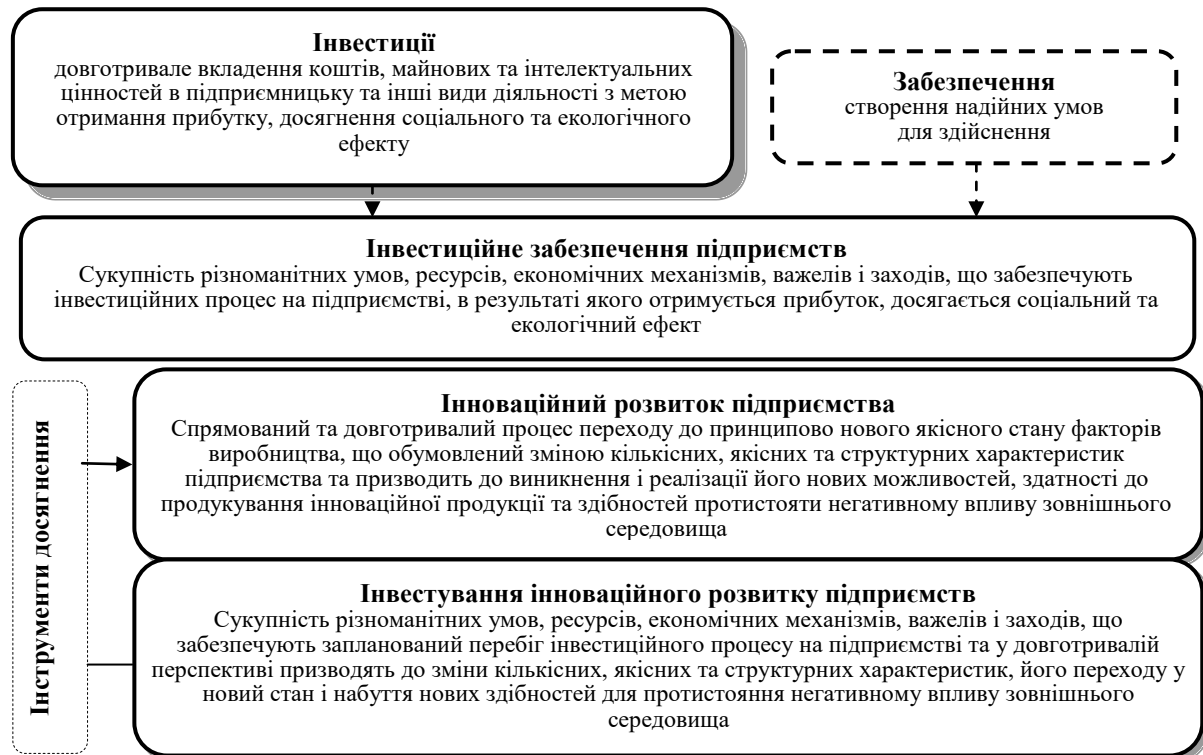 Інвестиції
довготривале вкладення коштів, майнових та інтелектуальних
цінностей в підприємницьку та інші види діяльності з метою
отримання прибутку, досягнення соціального та екологічного
ефекту
Забезпечення
створення надійних умов
для здійснення
Інвестиційне забезпечення підприємств
Сукупність різноманітних умов, ресурсів, економічних механізмів, важелів і заходів, що забезпечують
інвестиційних процес на підприємстві, в результаті якого отримується прибуток, досягається соціальний та
екологічний ефект
Інструменти досягнення
Інноваційний розвиток підприємства
Спрямований та довготривалий процес переходу до принципово нового якісного стану факторів
виробництва, що обумовлений зміною кількісних, якісних та структурних характеристик
підприємства та призводить до виникнення і реалізації його нових можливостей, здатності до
продукування інноваційної продукції та здібностей протистояти негативному впливу зовнішнього
середовища
Інвестування інноваційного розвитку підприємств
Сукупність різноманітних умов, ресурсів, економічних механізмів, важелів і заходів, що
забезпечують запланований перебіг інвестиційного процесу на підприємстві та у довготривалій
перспективі призводять до зміни кількісних, якісних та структурних характеристик, його переходу у
новий стан і набуття нових здібностей для протистояння негативному впливу зовнішнього
середовища